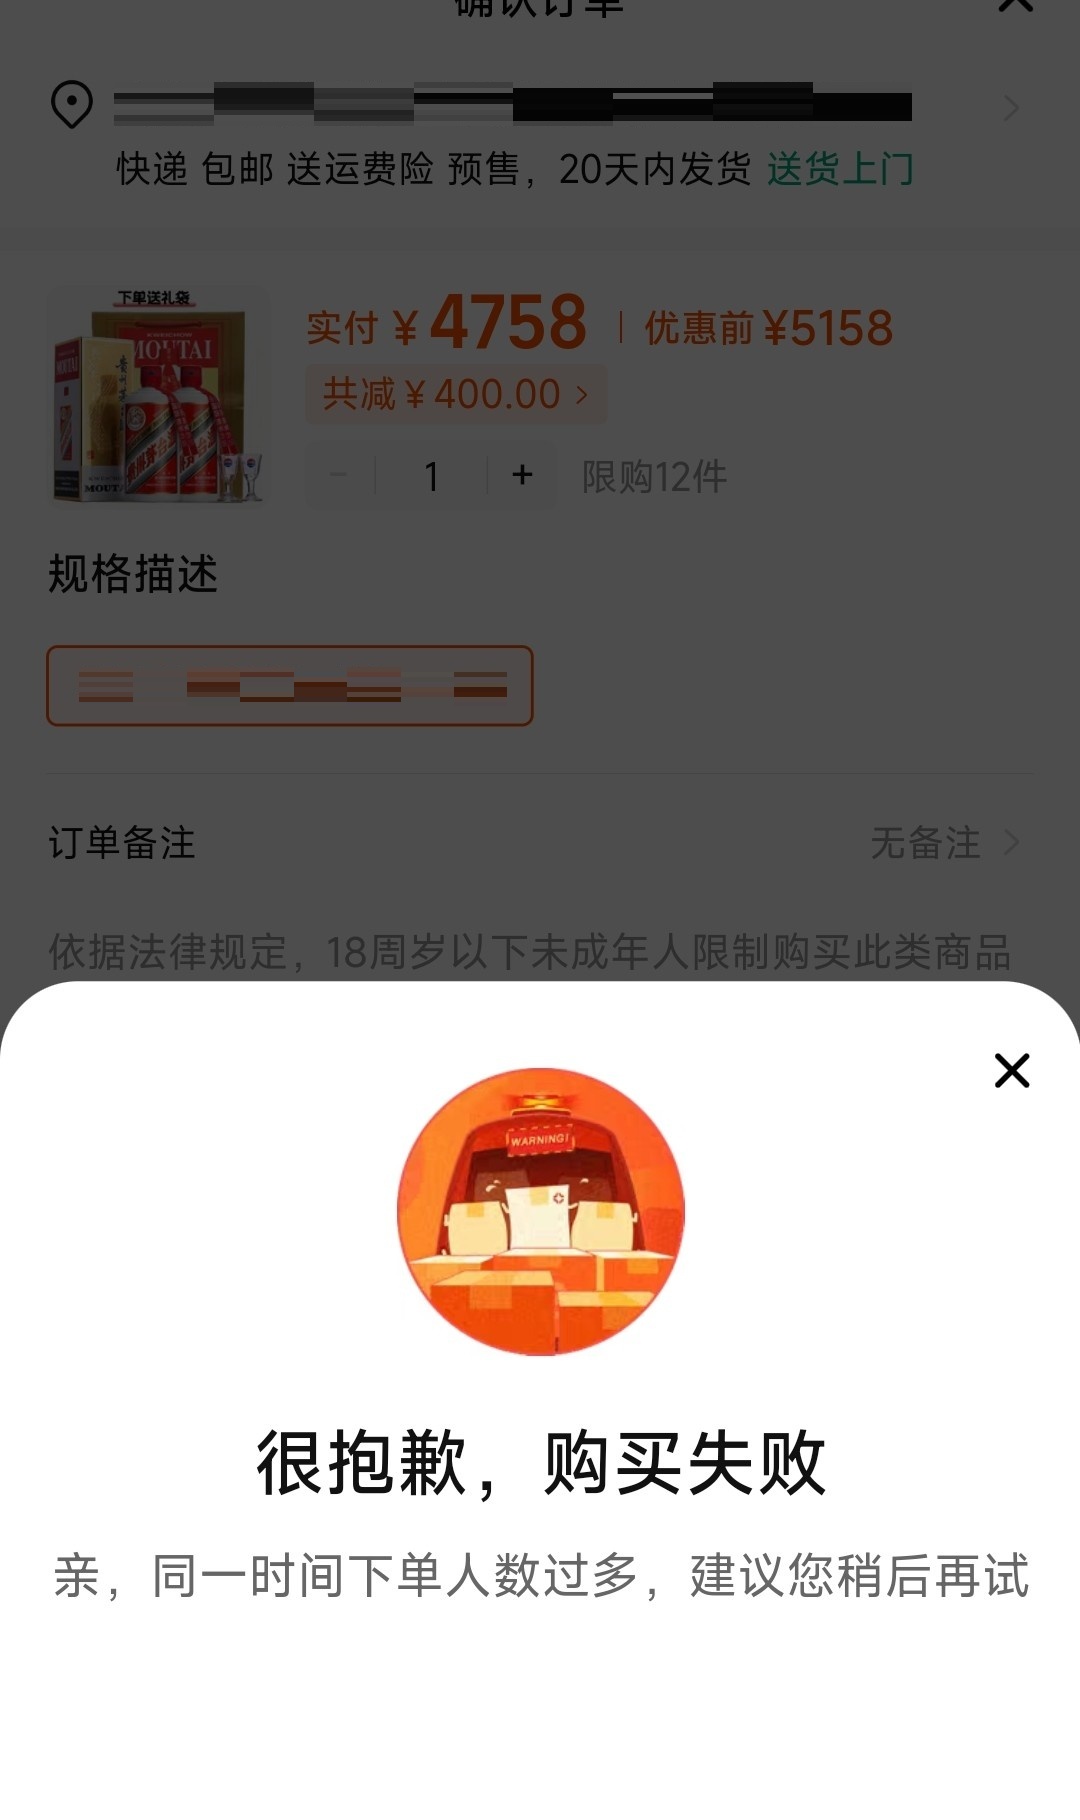 确认订单
快递 包邮 送运费险 预售，20天内发货 送货上门
下单送礼袋
MOUTAI
MOUTAI
实付 ¥4758 | 优惠前 ¥5158
共减 ¥400.00 >
− 1 + 限购12件
规格描述
订单备注 无备注 >
依据法律规定，18周岁以下未成年人限制购买此类商品
WARNING!
很抱歉，购买失败
亲，同一时间下单人数过多，建议您稍后再试